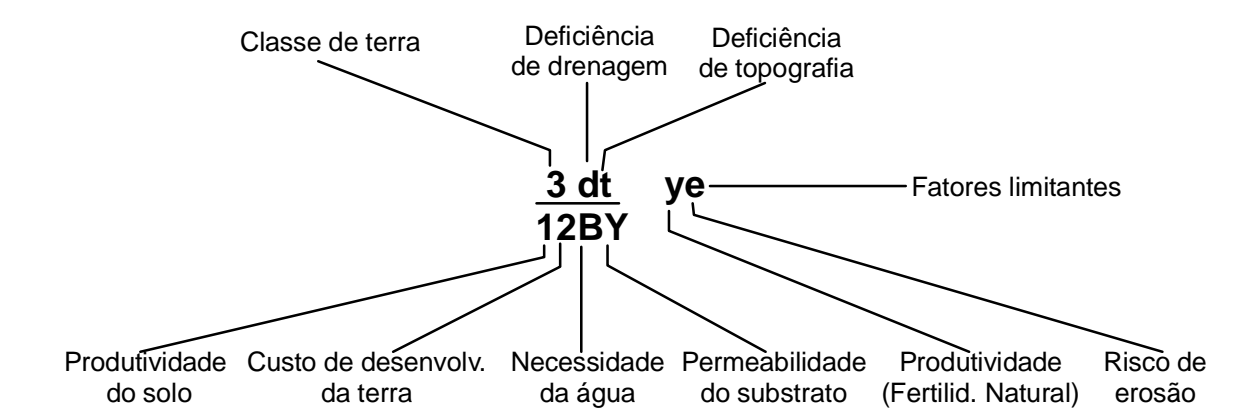 Classe de terra
Deficiência
de drenagem
Deficiência
de topografia
3 dt
12BY
ye
Fatores limitantes
Produtividade
do solo
Custo de desenvolv.
da terra
Necessidade
da água
Permeabilidade
do substrato
Produtividade
(Fertilid. Natural)
Risco de
erosão